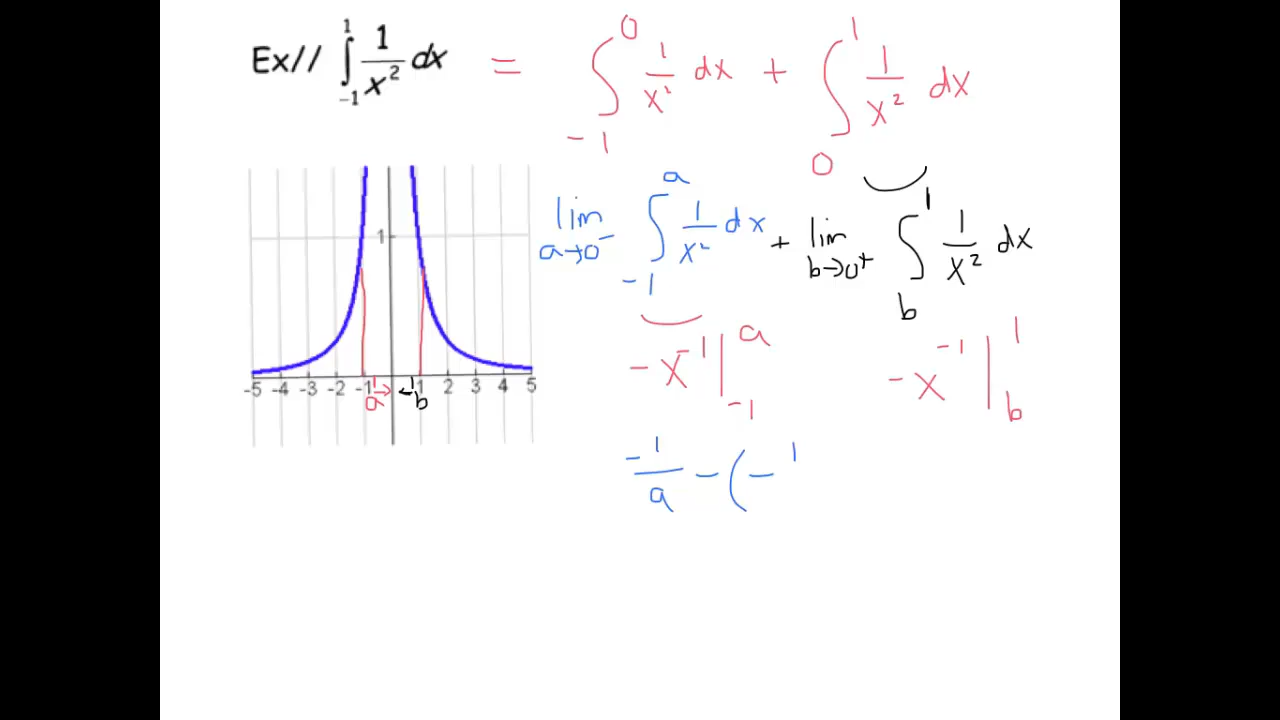 Ex// ∫_{-1}^{1} 1/x² dx = ∫_{-1}^{0} 1/x² dx + ∫_{0}^{1} 1/x² dx
lim_{a→0⁻} ∫_{-1}^{a} 1/x² dx + lim_{b→0⁺} ∫_{b}^{1} 1/x² dx
1
-x⁻¹ |_{-1}^{a} -x⁻¹ |_{b}^{1}
-5 -4 -3 -2 -1 1 2 3 4 5
a b
-1/a - (- 1